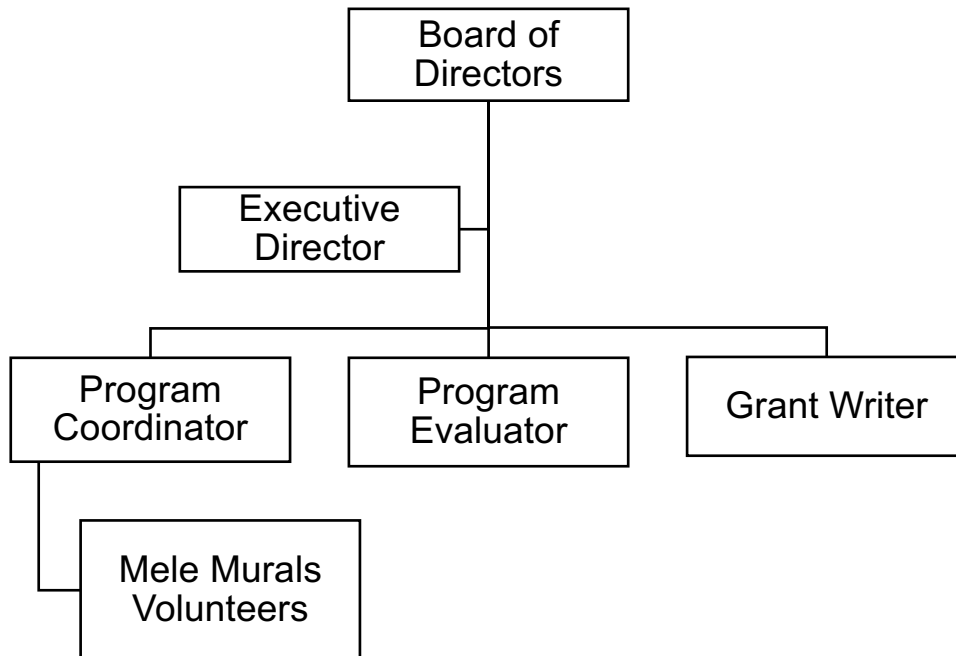 Board of
Directors
Executive
Director
Program
Coordinator
Program
Evaluator
Grant Writer
Mele Murals
Volunteers